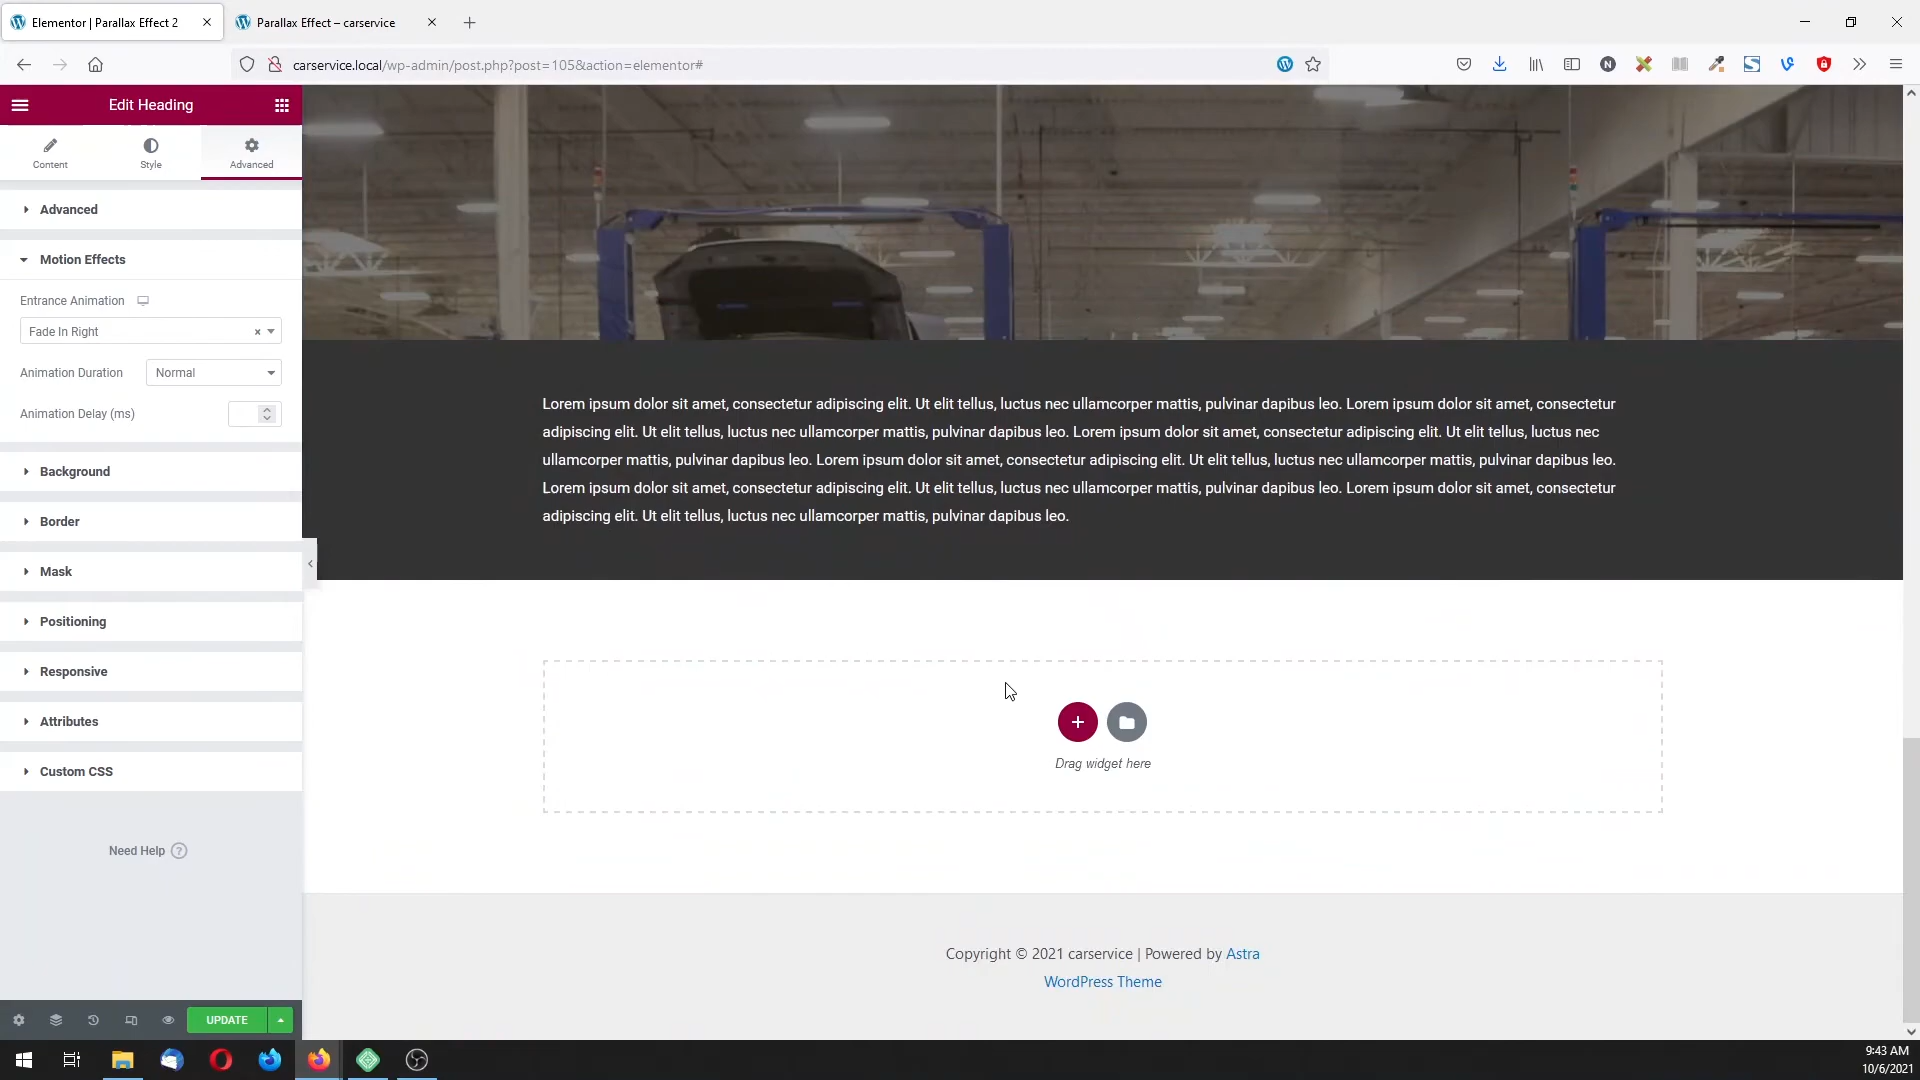 Elementor | Parallax Effect 2
Parallax Effect – carservice
carservice.local/wp-admin/post.php?post=105&action=elementor#
Edit Heading
Content
Style
Advanced
Advanced
Motion Effects
Entrance Animation
Fade In Right
Animation Duration
Normal
Animation Delay (ms)
Background
Border
Mask
Positioning
Responsive
Attributes
Custom CSS
Need Help ?
UPDATE
Lorem ipsum dolor sit amet, consectetur adipiscing elit. Ut elit tellus, luctus nec ullamcorper mattis, pulvinar dapibus leo. Lorem ipsum dolor sit amet, consectetur
adipiscing elit. Ut elit tellus, luctus nec ullamcorper mattis, pulvinar dapibus leo. Lorem ipsum dolor sit amet, consectetur adipiscing elit. Ut elit tellus, luctus nec
ullamcorper mattis, pulvinar dapibus leo. Lorem ipsum dolor sit amet, consectetur adipiscing elit. Ut elit tellus, luctus nec ullamcorper mattis, pulvinar dapibus leo.
Lorem ipsum dolor sit amet, consectetur adipiscing elit. Ut elit tellus, luctus nec ullamcorper mattis, pulvinar dapibus leo. Lorem ipsum dolor sit amet, consectetur
adipiscing elit. Ut elit tellus, luctus nec ullamcorper mattis, pulvinar dapibus leo.
Drag widget here
Copyright © 2021 carservice | Powered by Astra
WordPress Theme
9:43 AM
10/6/2021